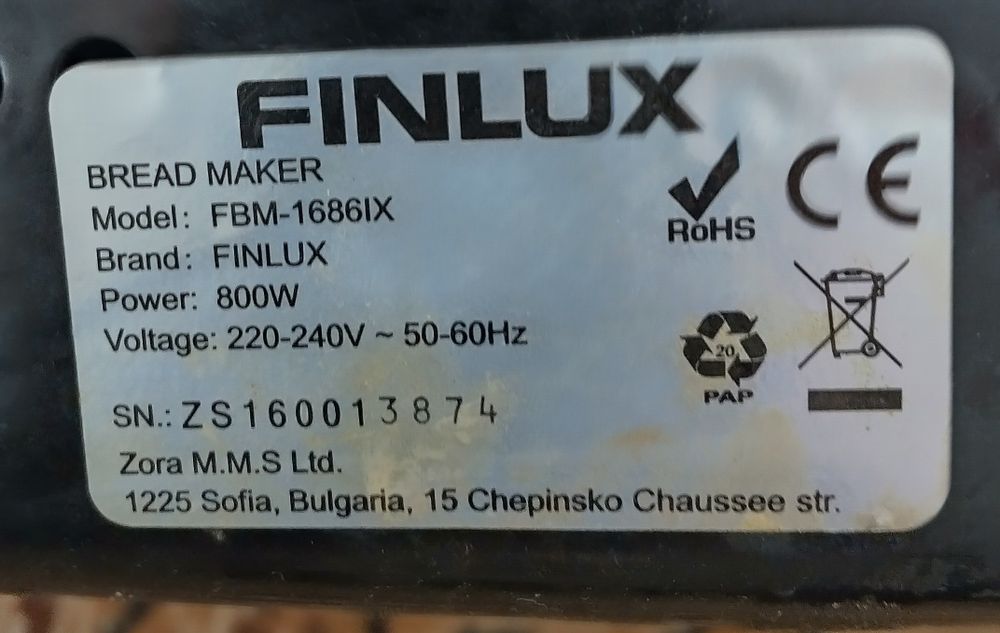 FINLUX
BREAD MAKER
Model: FBM-1686IX
Brand: FINLUX
Power: 800W
Voltage: 220-240V ~ 50-60Hz
RoHS
CE
20
PAP
SN.: ZS160013874
Zora M.M.S Ltd.
1225 Sofia, Bulgaria, 15 Chepinsko Chaussee str.